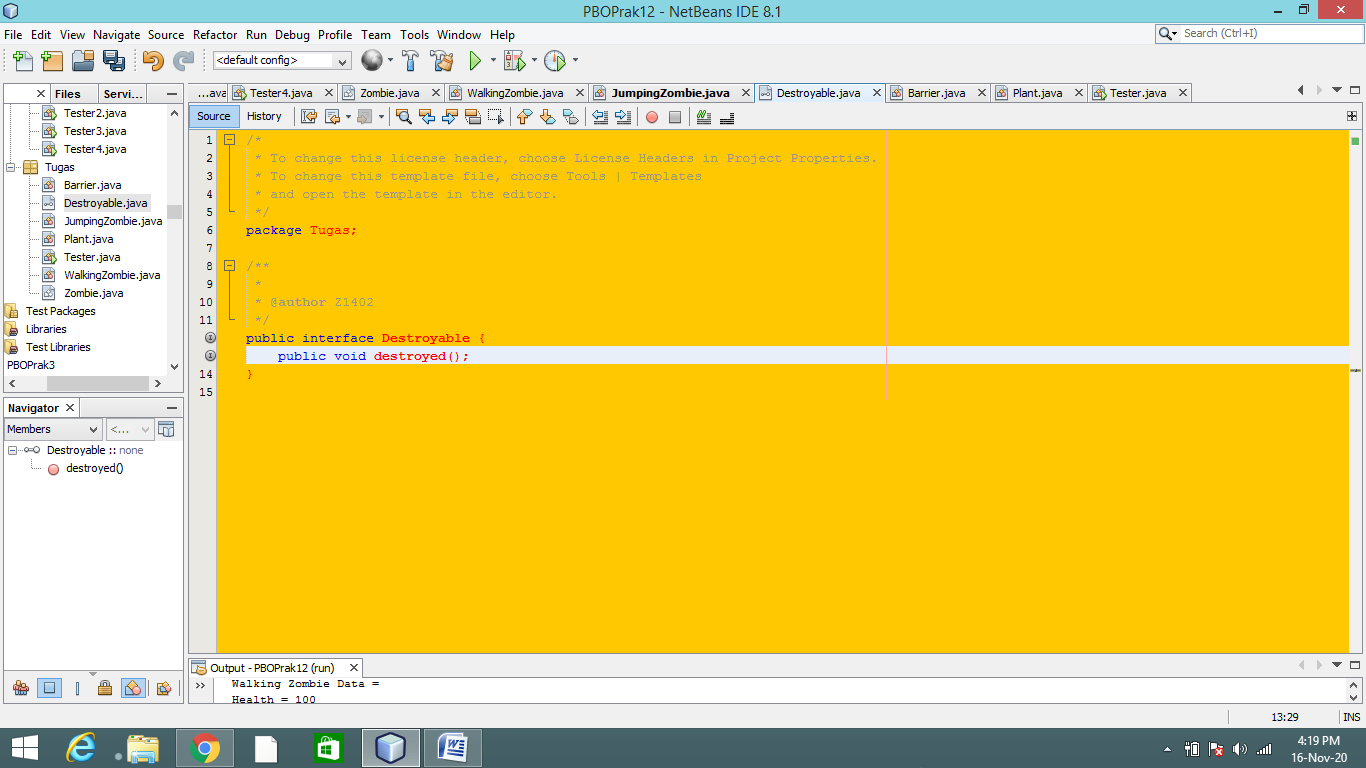 PBOPrak12 - NetBeans IDE 8.1
File Edit View Navigate Source Refactor Run Debug Profile Team Tools Window Help
Search (Ctrl+I)
<default config>
Files Servi...
...ava Tester4.java Zombie.java WalkingZombie.java JumpingZombie.java Destroyable.java Barrier.java Plant.java Tester.java
Source History
Tester2.java
Tester3.java
Tester4.java
Tugas
Barrier.java
Destroyable.java
JumpingZombie.java
Plant.java
Tester.java
WalkingZombie.java
Zombie.java
Test Packages
Libraries
Test Libraries
PBOPrak3
Navigator
Members <...
Destroyable :: none
destroyed()
1 /*
2 * To change this license header, choose License Headers in Project Properties.
3 * To change this template file, choose Tools | Templates
4 * and open the template in the editor.
5 */
6 package Tugas;
7
8 /**
9 *
10 * @author Z1402
11 */
public interface Destroyable {
public void destroyed();
14 }
15
Output - PBOPrak12 (run)
Walking Zombie Data =
Health = 100
13:29 INS
4:19 PM
16-Nov-20